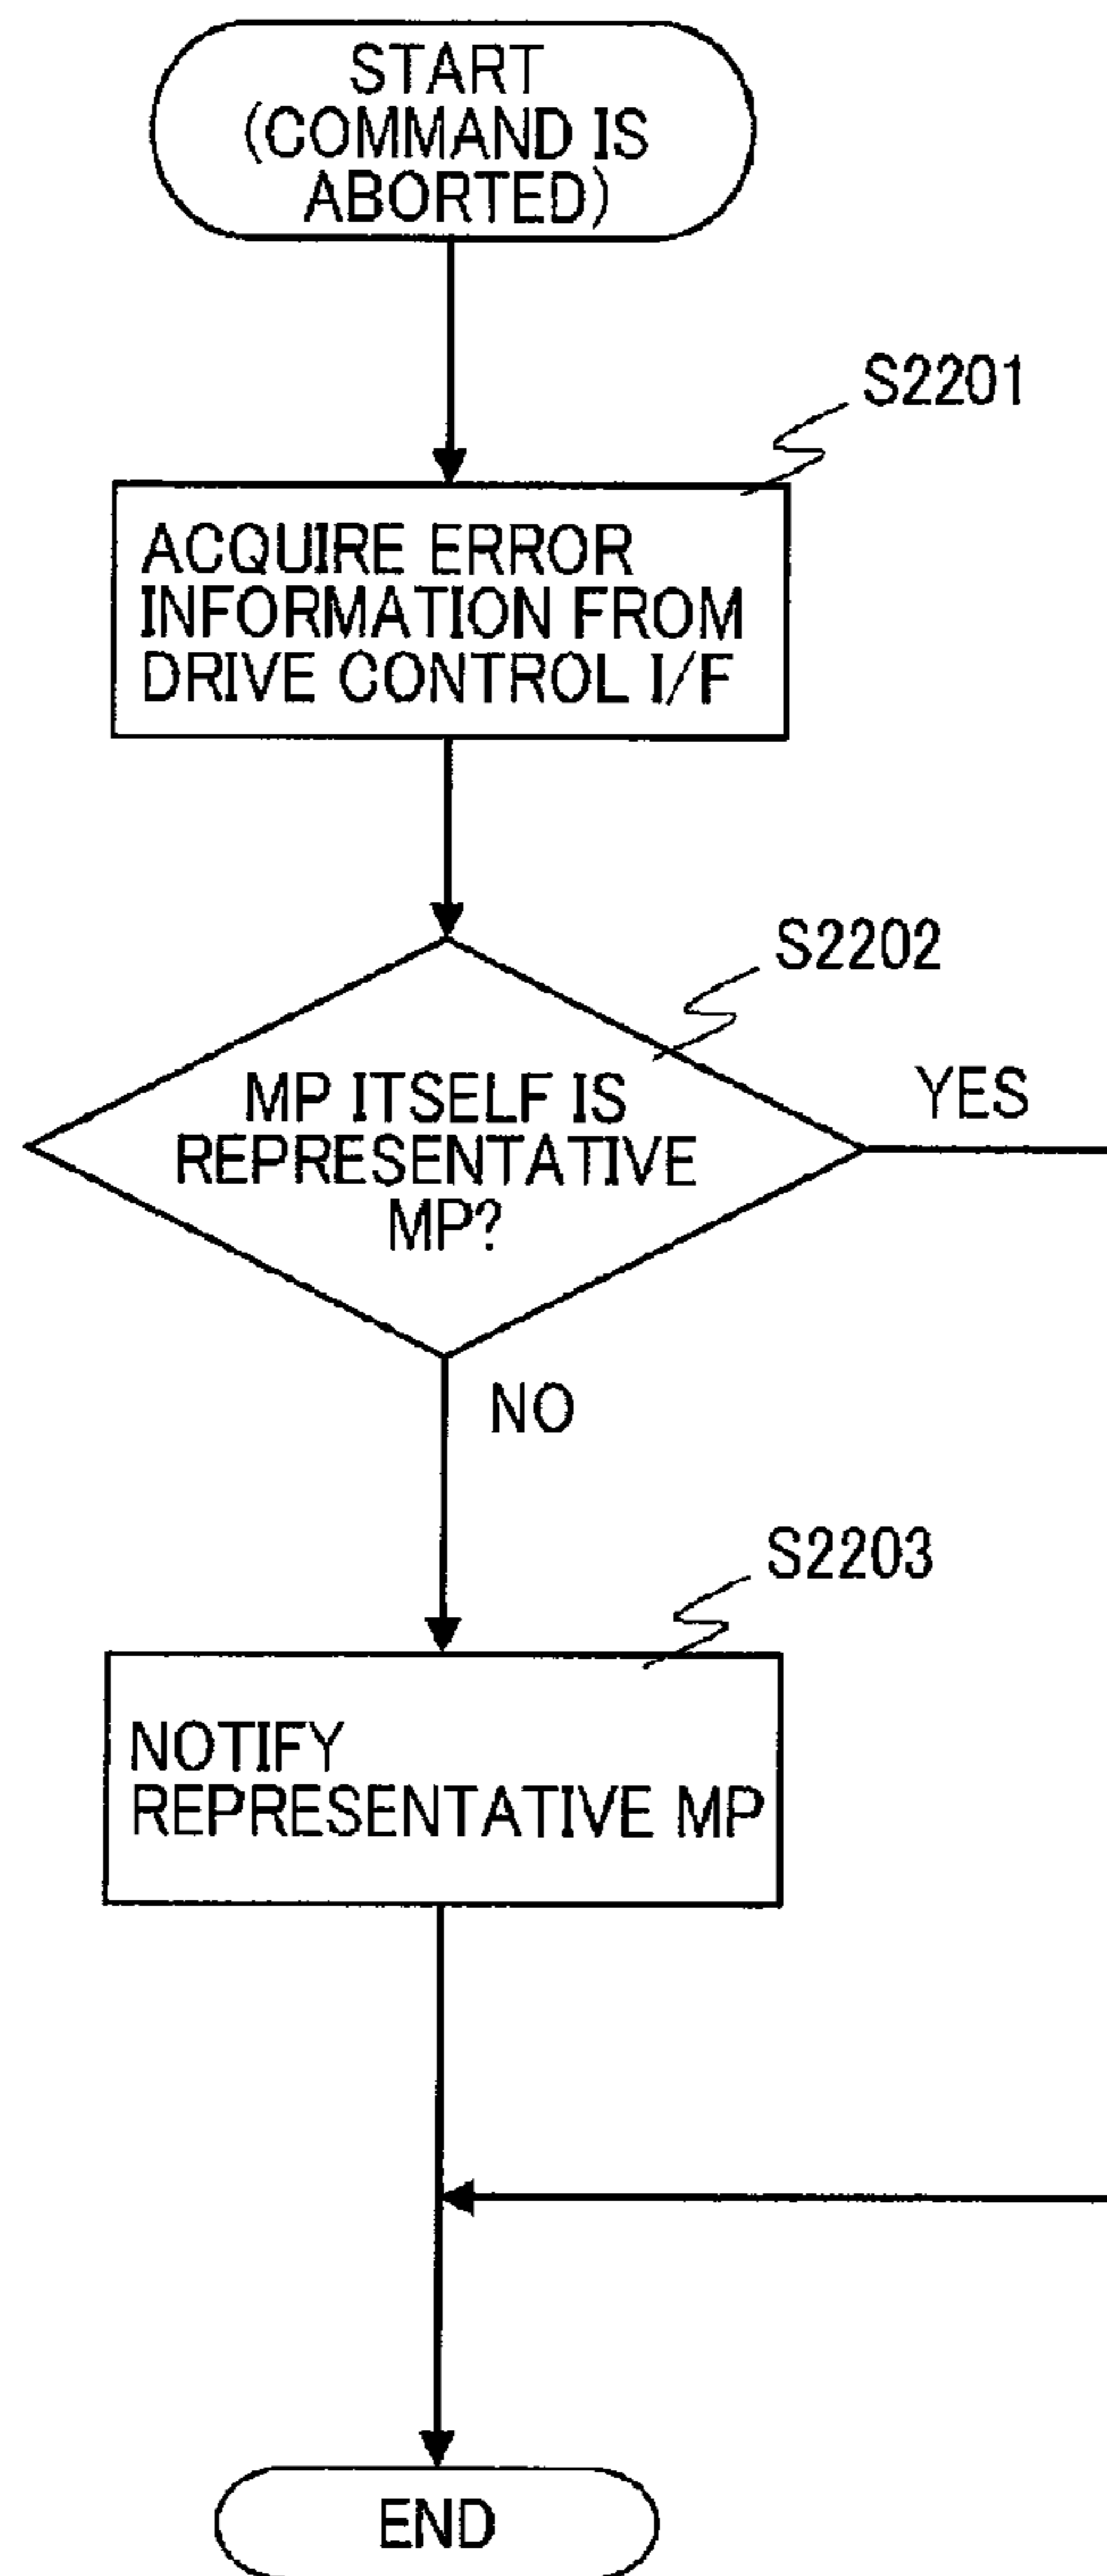 START
(COMMAND IS
ABORTED)
S2201
ACQUIRE ERROR
INFORMATION FROM
DRIVE CONTROL I/F
S2202
MP ITSELF IS
REPRESENTATIVE
MP?
YES
NO
S2203
NOTIFY
REPRESENTATIVE MP
END